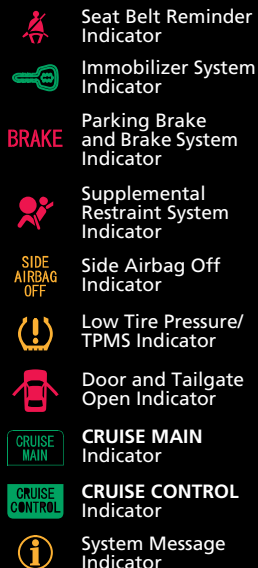 Seat Belt Reminder
Indicator
Immobilizer System
Indicator
BRAKE
Parking Brake
and Brake System
Indicator
Supplemental
Restraint System
Indicator
SIDE
AIRBAG
OFF
Side Airbag Off
Indicator
Low Tire Pressure/
TPMS Indicator
Door and Tailgate
Open Indicator
CRUISE
MAIN
CRUISE MAIN
Indicator
CRUISE
CONTROL
CRUISE CONTROL
Indicator
System Message
Indicator